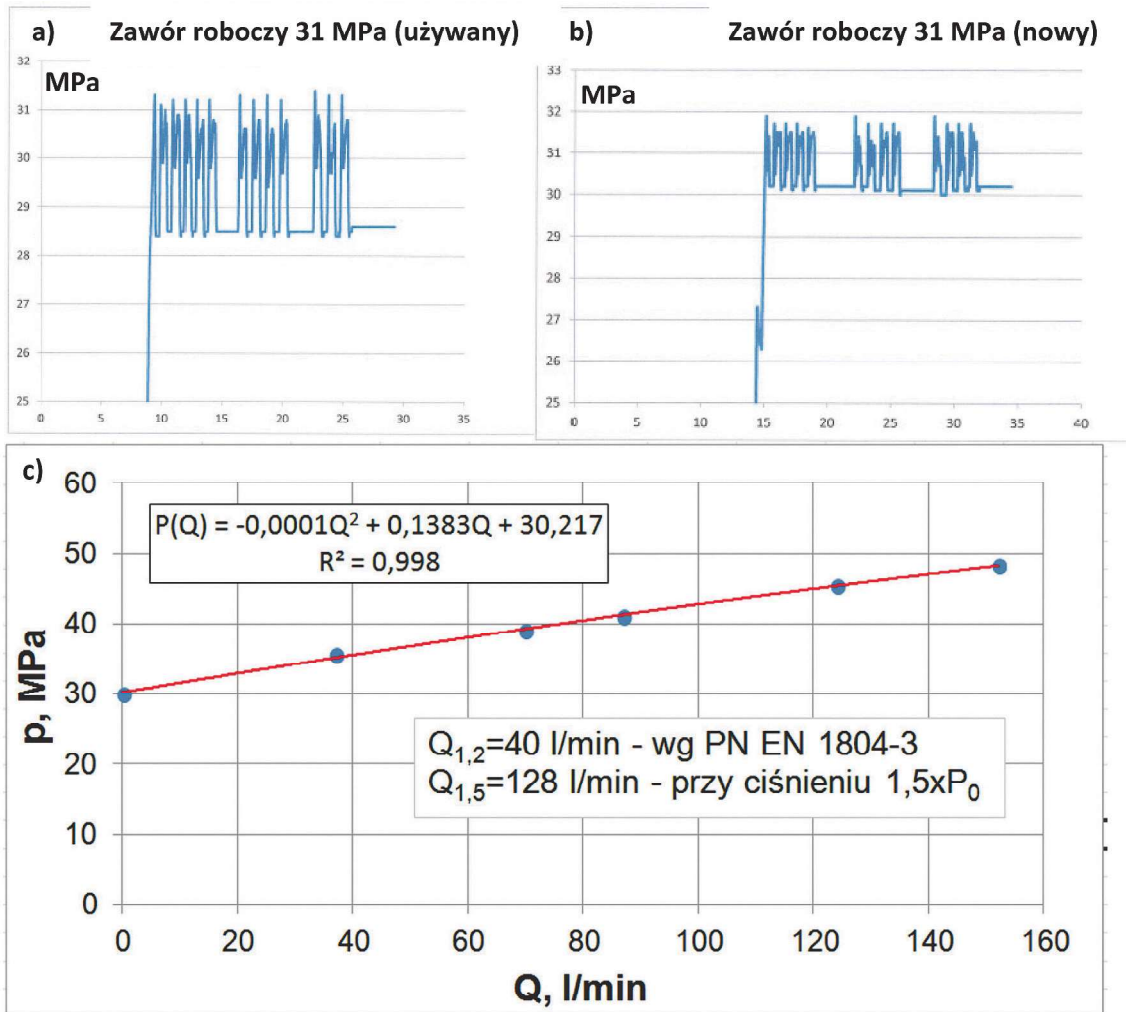 a) Zawór roboczy 31 MPa (używany)
MPa
32
31
30
29
28
27
26
25
0 5 10 15 20 25 30 35
b) Zawór roboczy 31 MPa (nowy)
MPa
33
32
31
30
29
28
27
26
25
0 5 10 15 20 25 30 35 40
c)
P(Q) = -0,0001Q² + 0,1383Q + 30,217
R² = 0,998
Q1,2=40 l/min - wg PN EN 1804-3
Q1,5=128 l/min - przy ciśnieniu 1,5xP0
p, MPa
60
50
40
30
20
10
0
0 20 40 60 80 100 120 140 160
Q, l/min